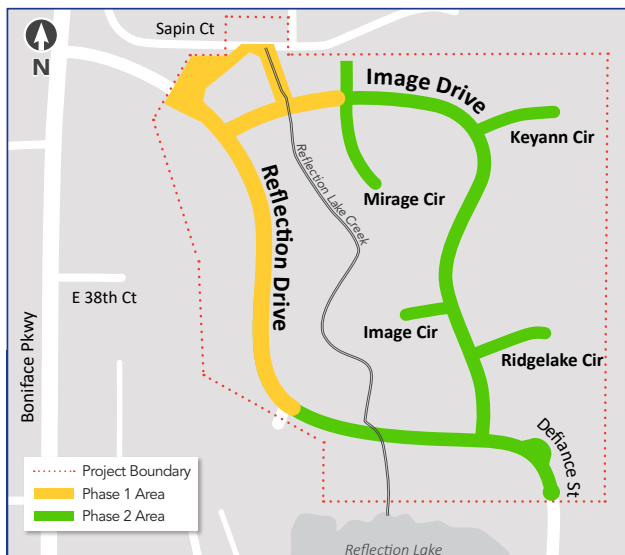 Sapin Ct
N
Image Drive
Keyann Cir
Reflection Lake Creek
Mirage Cir
Reflection Drive
E 38th Ct
Boniface Pkwy
Image Cir
Ridgelake Cir
Defiance St
Project Boundary
Phase 1 Area
Phase 2 Area
Reflection Lake